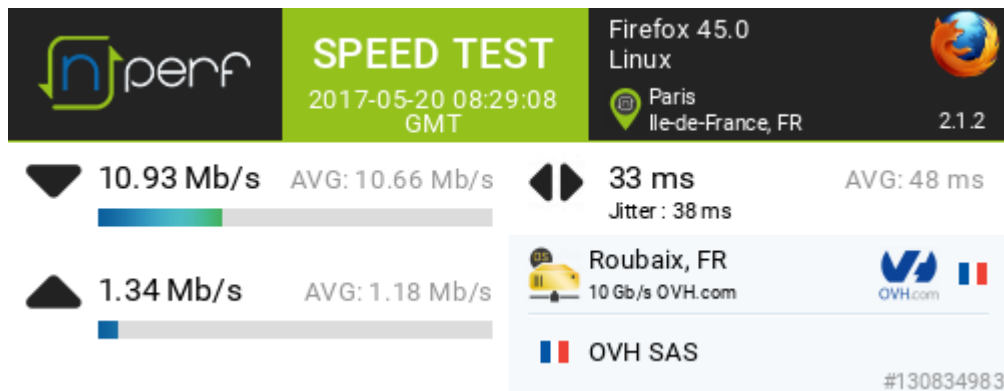 nperf
SPEED TEST
2017-05-20 08:29:08
GMT
Firefox 45.0
Linux
Paris
Ile-de-France, FR
2.1.2
10.93 Mb/s AVG: 10.66 Mb/s
1.34 Mb/s AVG: 1.18 Mb/s
33 ms AVG: 48 ms
Jitter : 38 ms
OS
Roubaix, FR
10 Gb/s OVH.com
OVH.com
OVH SAS
#130834983